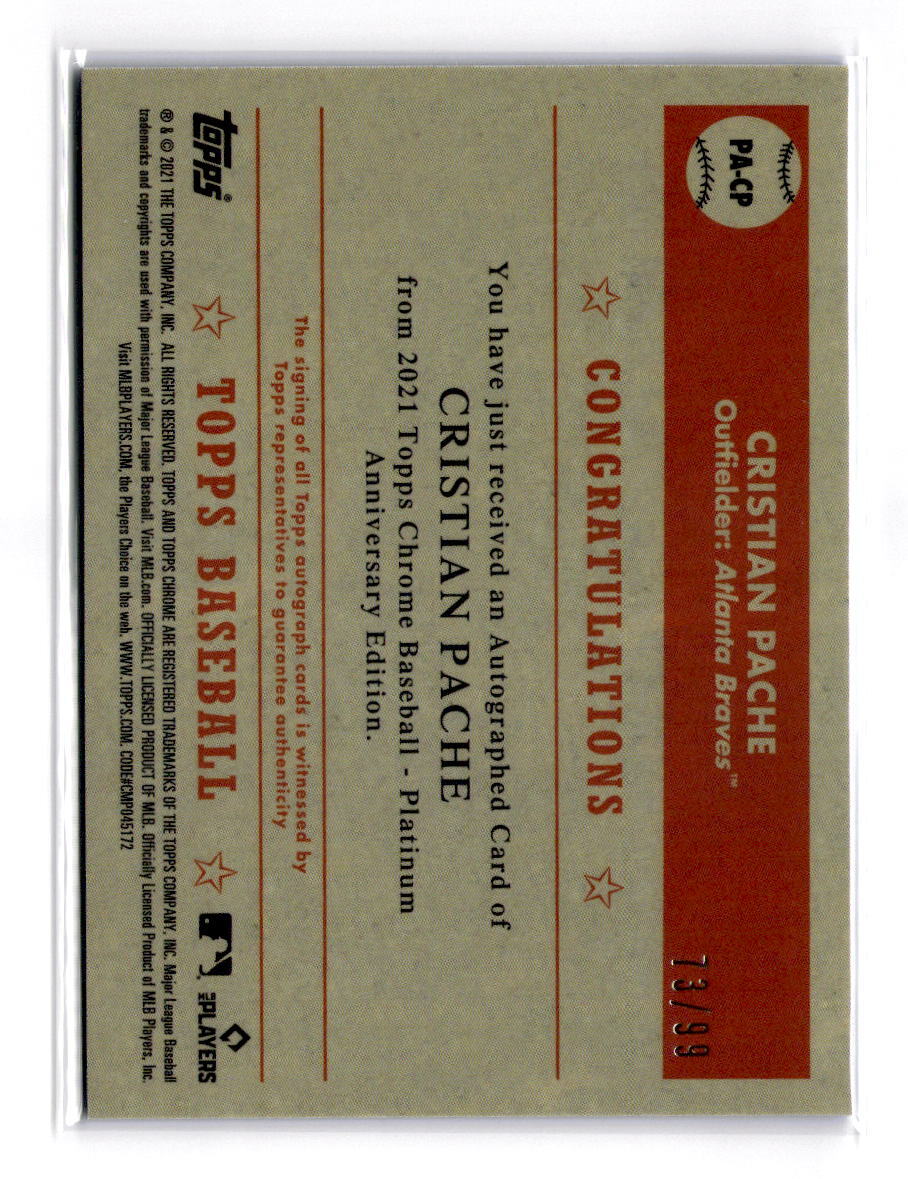 PA-CP
CRISTIAN PACHE
Outfielder: Atlanta Braves™
73/99
CONGRATULATIONS
You have just received an Autographed Card of
CRISTIAN PACHE
from 2021 Topps Chrome Baseball - Platinum
Anniversary Edition.
The signing of all Topps autograph cards is witnessed by
Topps representatives to guarantee authenticity
topps®
TOPPS BASEBALL
MLB PLAYERS
® & © 2021 THE TOPPS COMPANY, INC. ALL RIGHTS RESERVED. TOPPS AND TOPPS CHROME ARE REGISTERED TRADEMARKS OF THE TOPPS COMPANY, INC. Major League Baseball
trademarks and copyrights are used with permission of Major League Baseball. Visit MLB.com. OFFICIALLY LICENSED PRODUCT OF MLB. Officially Licensed Product of MLB Players, Inc.
Visit MLBPLAYERS.COM, the Players Choice on the web. WWW.TOPPS.COM. CODE#CMP045172